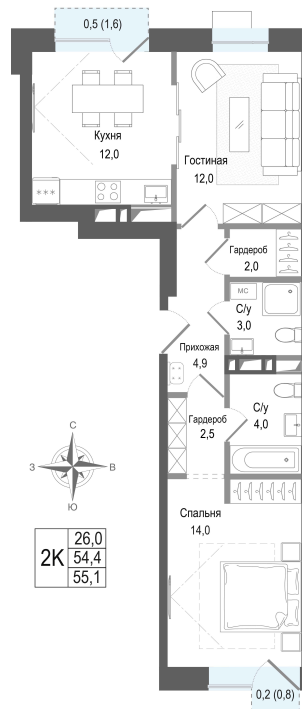 0,5 (1,6)
Кухня
12,0
Гостиная
12,0
***
Гардероб
2,0
МС
С/у
3,0
Прихожая
4,9
Гардероб
2,5
С/у
4,0
С
З
В
Ю
Спальня
14,0
2К
26,0
54,4
55,1
0,2 (0,8)